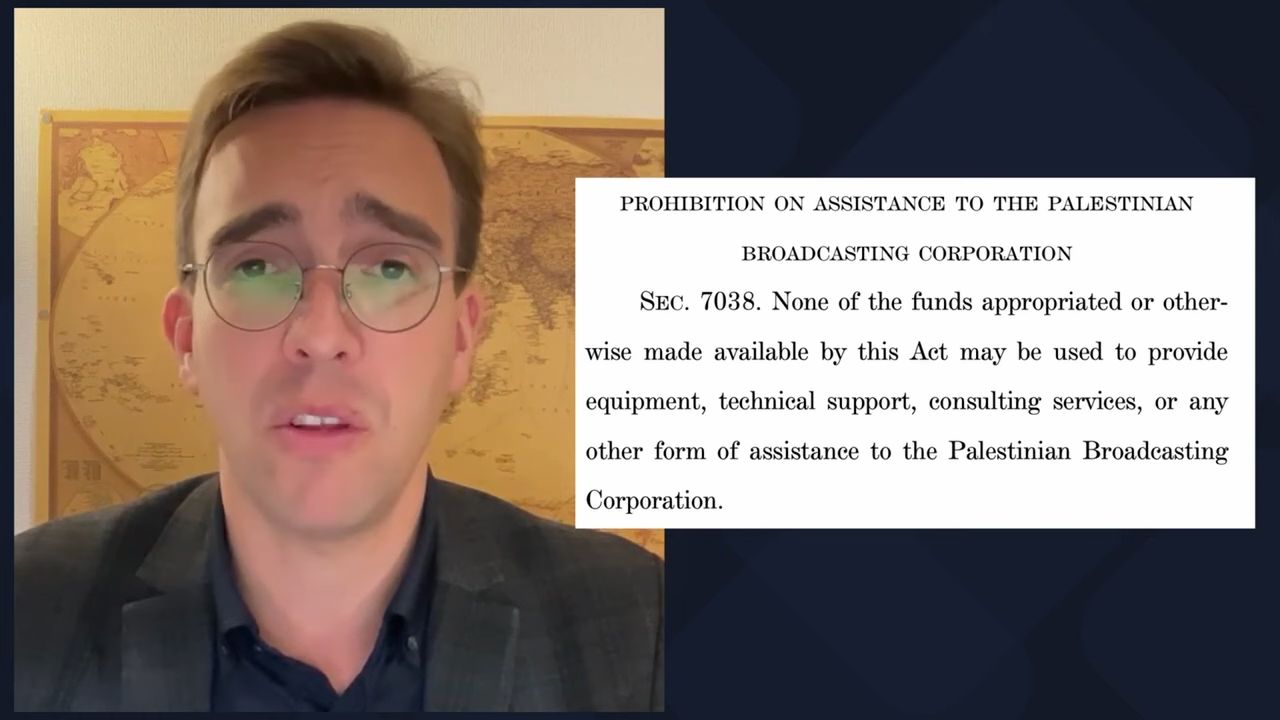 PROHIBITION ON ASSISTANCE TO THE PALESTINIAN
BROADCASTING CORPORATION
SEC. 7038. None of the funds appropriated or other-
wise made available by this Act may be used to provide
equipment, technical support, consulting services, or any
other form of assistance to the Palestinian Broadcasting
Corporation.